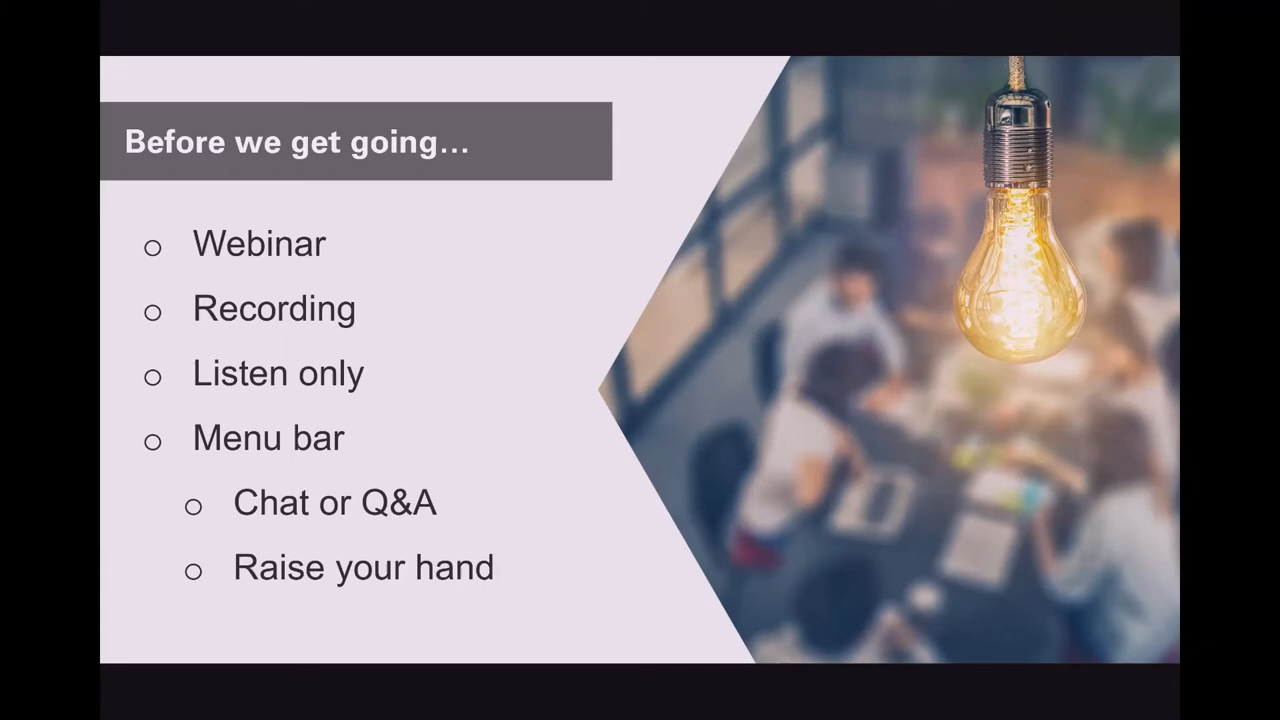 Before we get going…
Webinar
Recording
Listen only
Menu bar
Chat or Q&A
Raise your hand